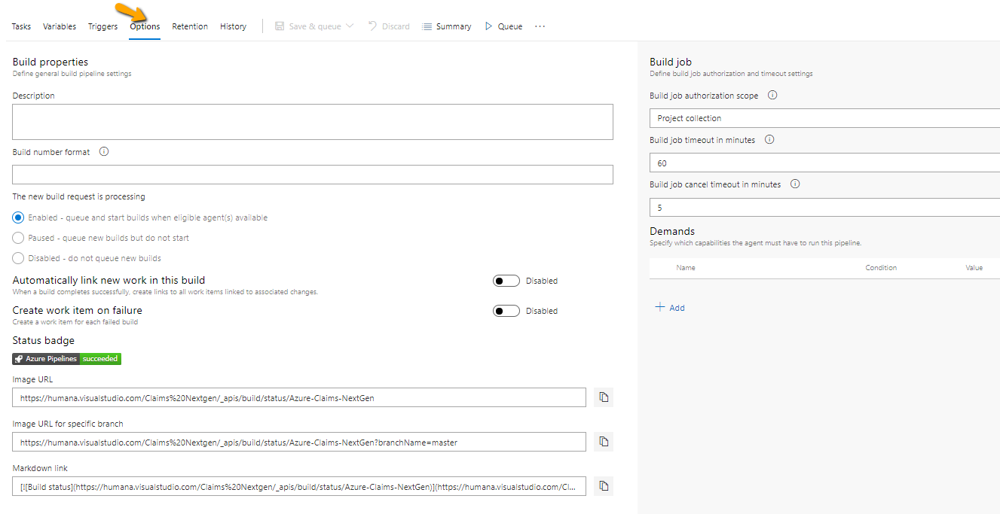 Tasks Variables Triggers Options Retention History Save & queue Discard Summary Queue ...
Build properties
Define general build pipeline settings
Description
Build number format
The new build request is processing
Enabled - queue and start builds when eligible agent(s) available
Paused - queue new builds but do not start
Disabled - do not queue new builds
Automatically link new work in this build
When a build completes successfully, create links to all work items linked to associated changes.
Disabled
Create work item on failure
Create a work item for each failed build
Disabled
Status badge
Azure Pipelines succeeded
Image URL
https://humana.visualstudio.com/Claims%20Nextgen/_apis/build/status/Azure-Claims-NextGen
Image URL for specific branch
https://humana.visualstudio.com/Claims%20Nextgen/_apis/build/status/Azure-Claims-NextGen?branchName=master
Markdown link
[![Build status](https://humana.visualstudio.com/Claims%20Nextgen/_apis/build/status/Azure-Claims-NextGen)](https://humana.visualstudio.com/Cl...
Build job
Define build job authorization and timeout settings
Build job authorization scope
Project collection
Build job timeout in minutes
60
Build job cancel timeout in minutes
5
Demands
Specify which capabilities the agent must have to run this pipeline.
Name Condition Value
+ Add